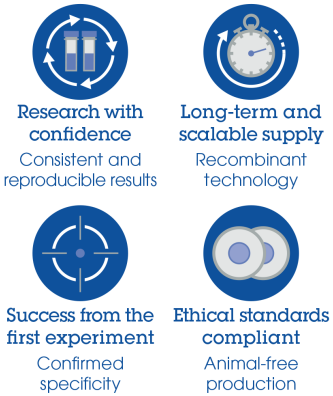 Research with
confidence
Consistent and
reproducible results
Long-term and
scalable supply
Recombinant
technology
Success from the
first experiment
Confirmed
specificity
Ethical standards
compliant
Animal-free
production